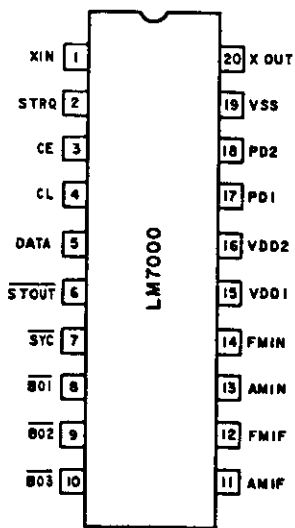 XIN 1 20 X OUT
STRQ 2 19 VSS
CE 3 18 PD2
CL 4 17 PD1
DATA 5 16 VDD2
STOUT 6 15 VDD1
SYC 7 14 FMIN
BO1 8 13 AMIN
BO2 9 12 FMIF
BO3 10 11 AMIF
LM7000